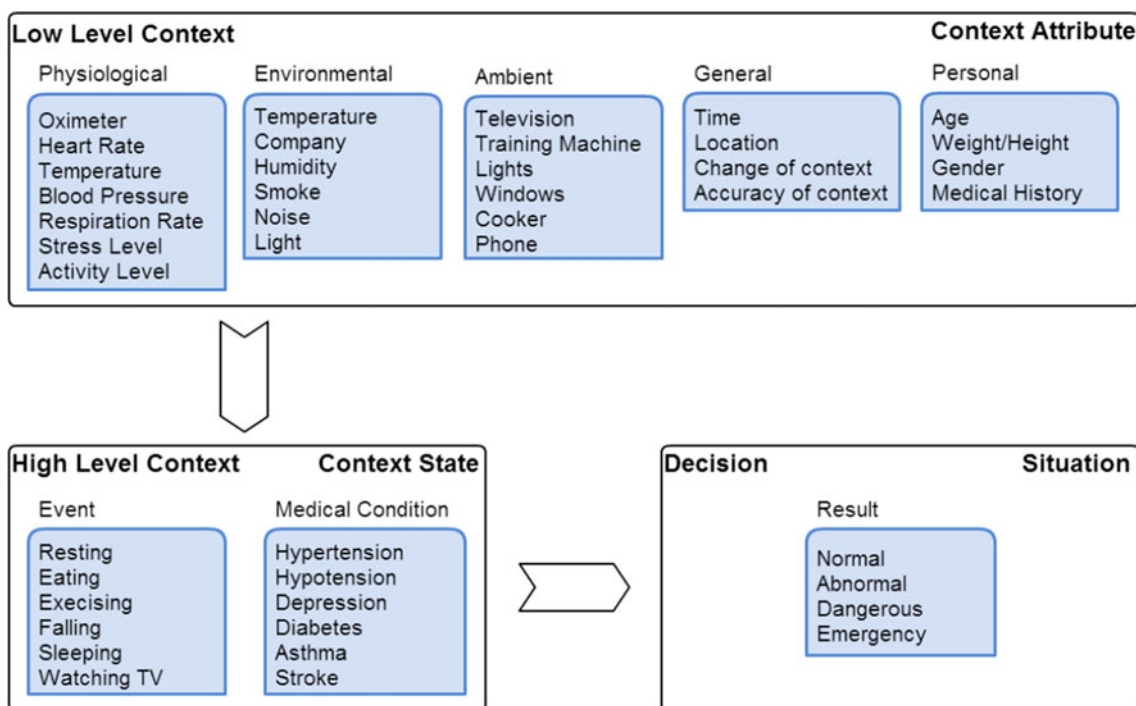 Low Level Context
Context Attribute
Physiological
Oximeter
Heart Rate
Temperature
Blood Pressure
Respiration Rate
Stress Level
Activity Level
Environmental
Temperature
Company
Humidity
Smoke
Noise
Light
Ambient
Television
Training Machine
Lights
Windows
Cooker
Phone
General
Time
Location
Change of context
Accuracy of context
Personal
Age
Weight/Height
Gender
Medical History
High Level Context
Context State
Event
Resting
Eating
Execising
Falling
Sleeping
Watching TV
Medical Condition
Hypertension
Hypotension
Depression
Diabetes
Asthma
Stroke
Decision
Situation
Result
Normal
Abnormal
Dangerous
Emergency